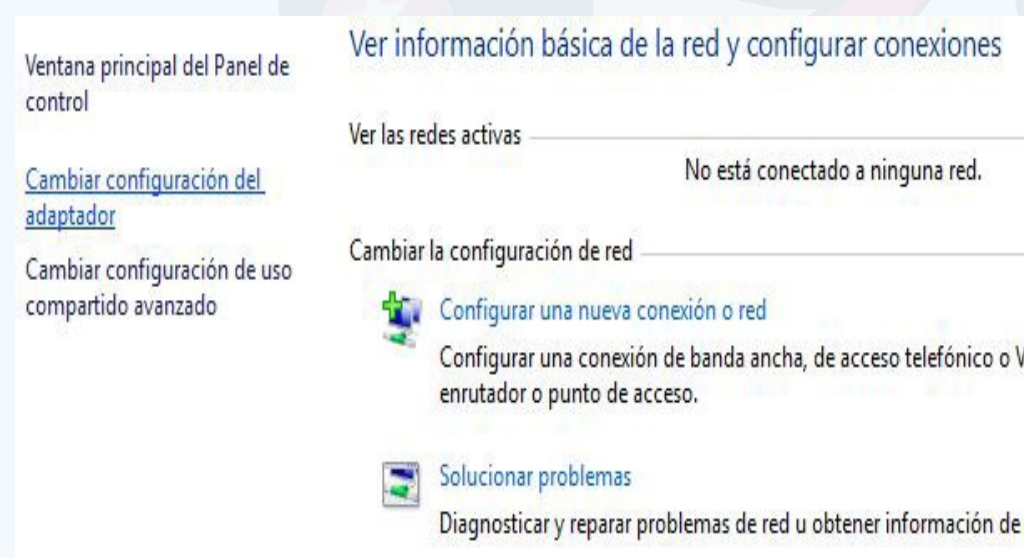 Ventana principal del Panel de
control
Cambiar configuración del
adaptador
Cambiar configuración de uso
compartido avanzado
Ver información básica de la red y configurar conexiones
Ver las redes activas
No está conectado a ninguna red.
Cambiar la configuración de red
Configurar una nueva conexión o red
Configurar una conexión de banda ancha, de acceso telefónico o
enrutador o punto de acceso.
Solucionar problemas
Diagnosticar y reparar problemas de red u obtener información de